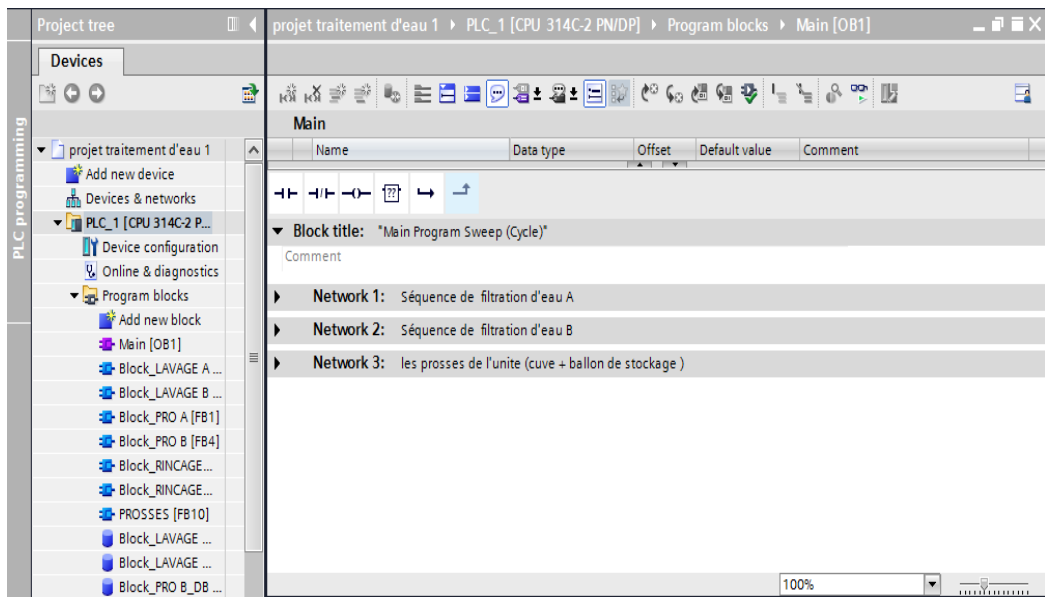 Project tree
Devices
PLC programming
projet traitement d'eau 1
Add new device
Devices & networks
PLC_1 [CPU 314C-2 P...
Device configuration
Online & diagnostics
Program blocks
Add new block
Main [OB1]
Block_LAVAGE A ...
Block_LAVAGE B ...
Block_PRO A [FB1]
Block_PRO B [FB4]
Block_RINCAGE...
Block_RINCAGE...
PROSSES [FB10]
Block_LAVAGE ...
Block_LAVAGE ...
Block_PRO B_DB ...
projet traitement d'eau 1 ▸ PLC_1 [CPU 314C-2 PN/DP] ▸ Program blocks ▸ Main [OB1]
Main
Name Data type Offset Default value Comment
??
Block title: "Main Program Sweep (Cycle)"
Comment
Network 1: Séquence de filtration d'eau A
Network 2: Séquence de filtration d'eau B
Network 3: les prosses de l'unite (cuve + ballon de stockage )
100%